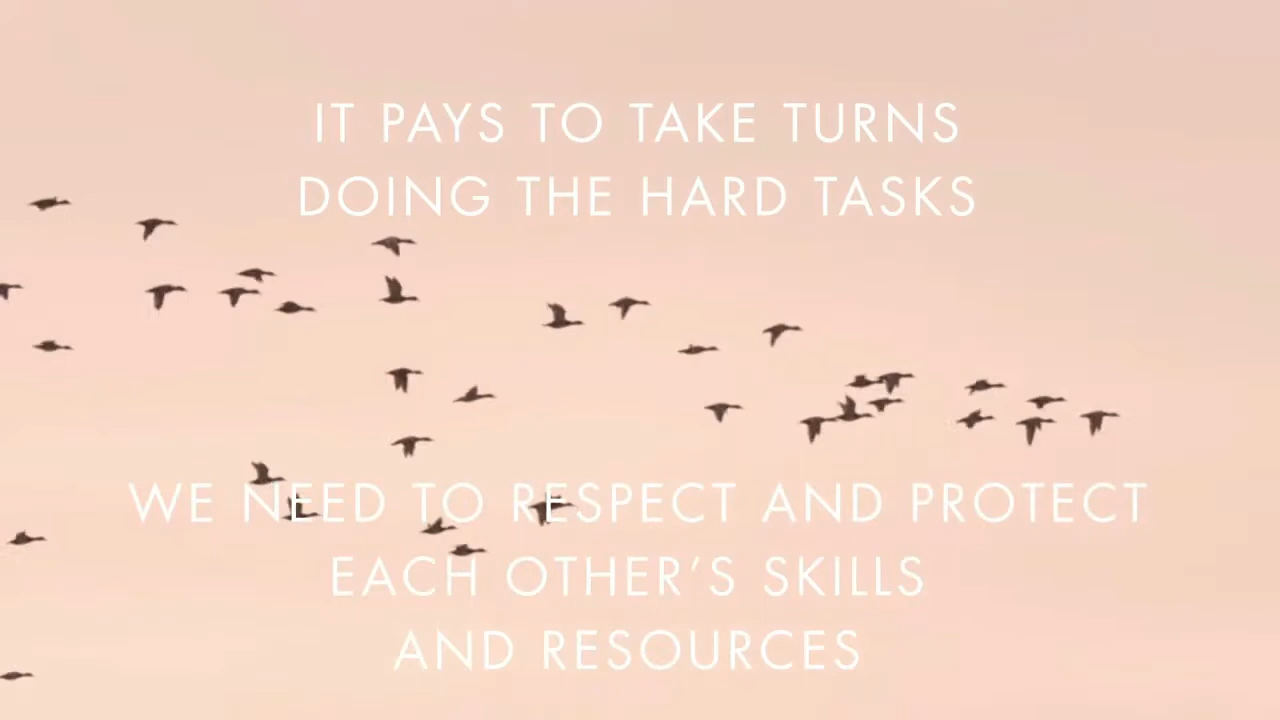 IT PAYS TO TAKE TURNS
DOING THE HARD TASKS
WE NEED TO RESPECT AND PROTECT
EACH OTHER’S SKILLS
AND RESOURCES